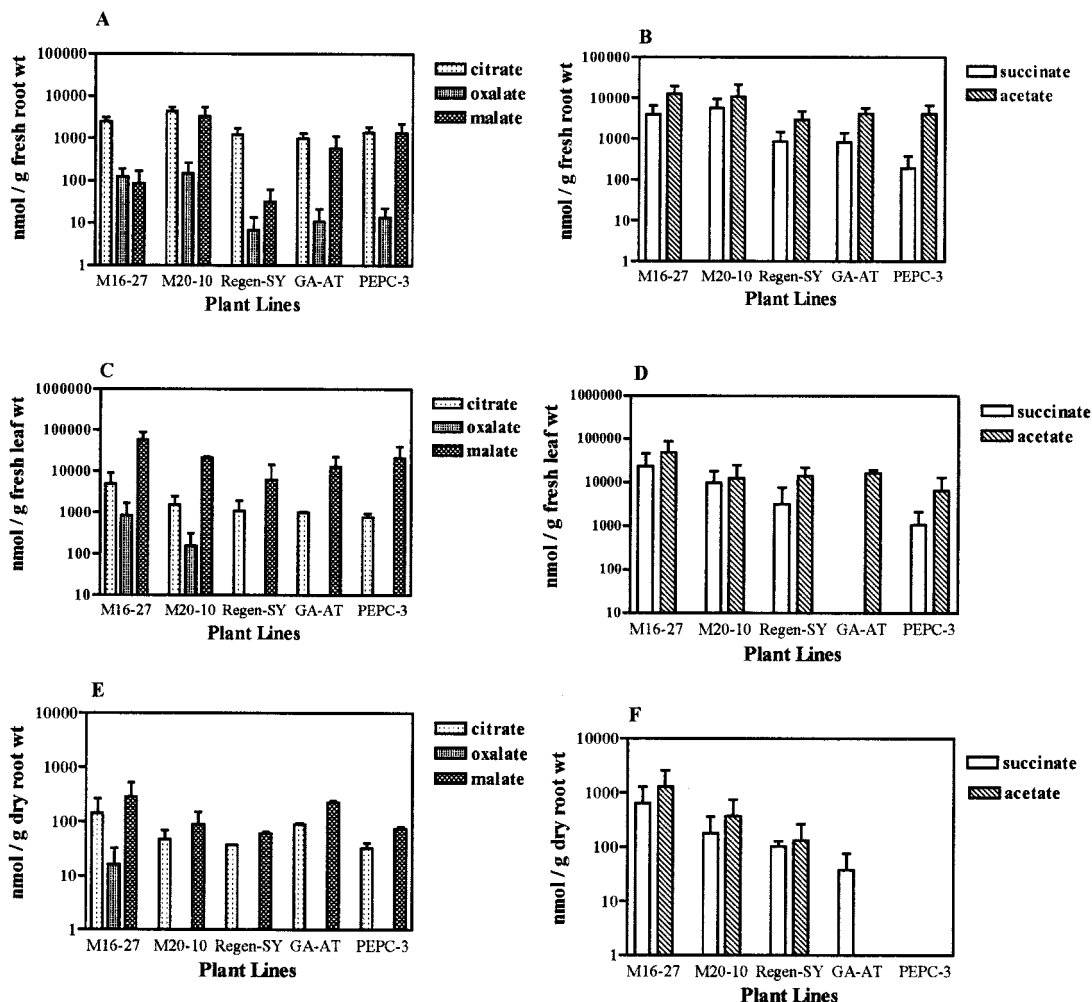 A
nmol / g fresh root wt
100000
10000
1000
100
10
1
M16-27 M20-10 Regen-SY GA-AT PEPC-3
Plant Lines
citrate
oxalate
malate
B
nmol / g fresh root wt
100000
10000
1000
100
10
1
M16-27 M20-10 Regen-SY GA-AT PEPC-3
Plant Lines
succinate
acetate
C
nmol / g fresh leaf wt
1000000
100000
10000
1000
100
10
M16-27 M20-10 Regen-SY GA-AT PEPC-3
Plant Lines
citrate
oxalate
malate
D
nmol / g fresh leaf wt
1000000
100000
10000
1000
100
10
M16-27 M20-10 Regen-SY GA-AT PEPC-3
Plant Lines
succinate
acetate
E
nmol / g dry root wt
10000
1000
100
10
1
M16-27 M20-10 Regen-SY GA-AT PEPC-3
Plant Lines
citrate
oxalate
malate
F
nmol / g dry root wt
10000
1000
100
10
1
M16-27 M20-10 Regen-SY GA-AT PEPC-3
Plant Lines
succinate
acetate